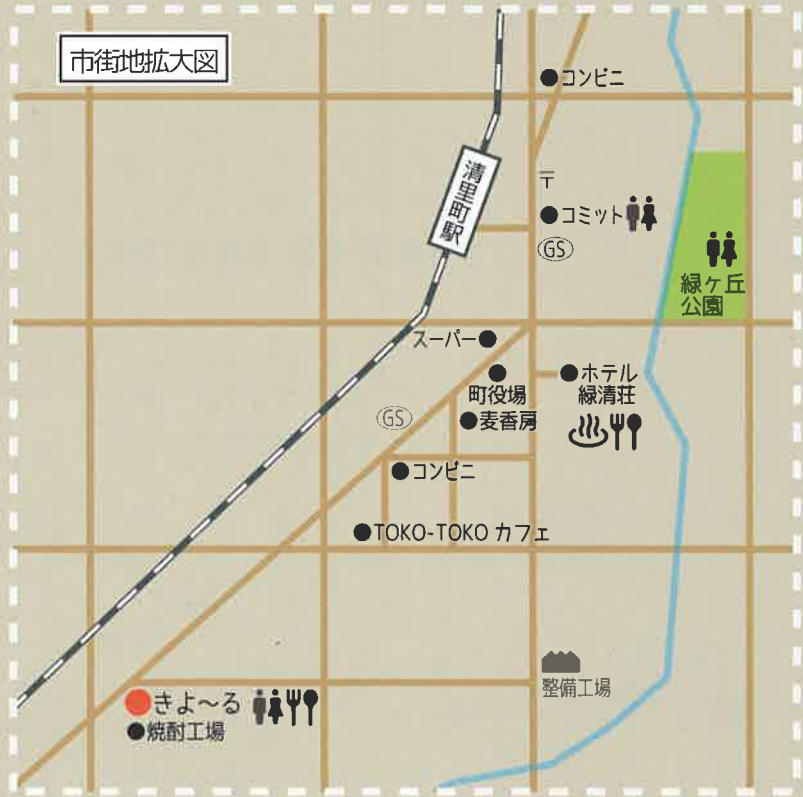 市街地拡大図
コンビニ
清里町駅
〒
コミット
GS
緑ヶ丘
公園
スーパー
ホテル
緑清荘
町役場
GS
麦香房
コンビニ
TOKO-TOKO カフェ
整備工場
きよ~る
焼酎工場